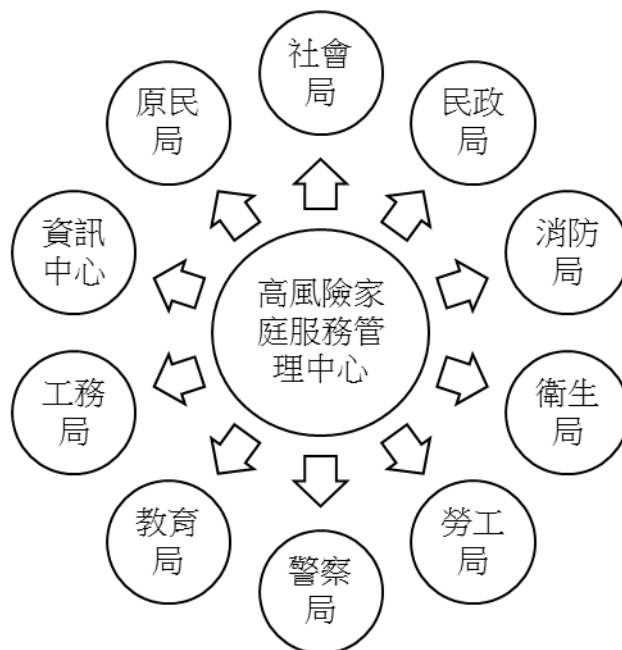 社會
局
原民
局
民政
局
資訊
中心
消防
局
高風險家
庭服務管
理中心
工務
局
衛生
局
教育
局
勞工
局
警察
局